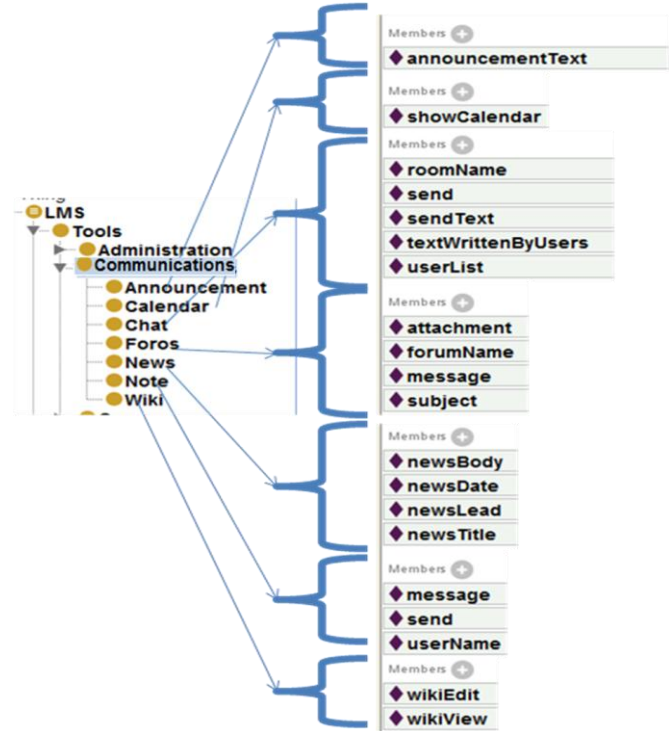 LMS
Tools
Administration
Communications
Announcement
Calendar
Chat
Foros
News
Note
Wiki
Members
announcementText
Members
showCalendar
Members
roomName
send
sendText
textWrittenByUsers
userList
Members
attachment
forumName
message
subject
Members
newsBody
newsDate
newsLead
newsTitle
Members
message
send
userName
Members
wikiEdit
wikiView